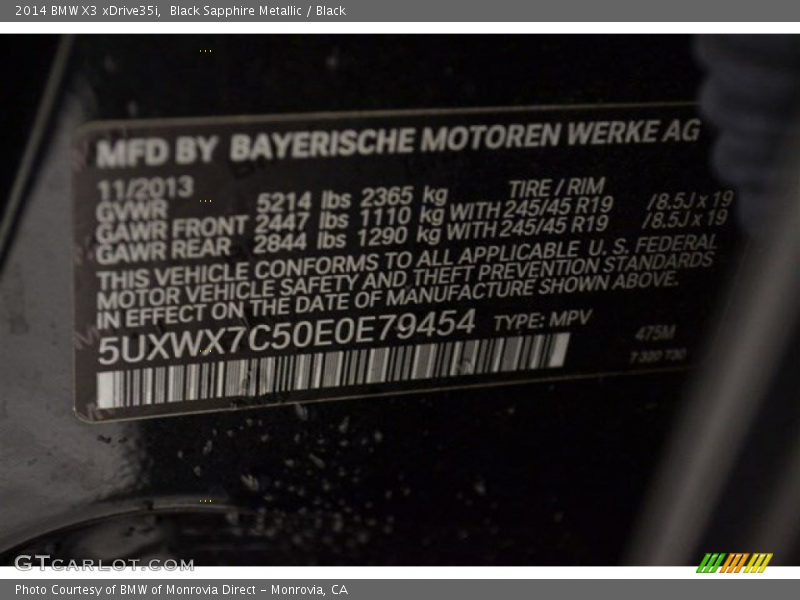 2014 BMW X3 xDrive35i, Black Sapphire Metallic / Black
MFD BY BAYERISCHE MOTOREN WERKE AG
11/2013 TIRE / RIM
GVWR 5214 lbs 2365 kg
GAWR FRONT 2447 lbs 1110 kg WITH 245/45 R19 /8.5J x 19
GAWR REAR 2844 lbs 1290 kg WITH 245/45 R19 /8.5J x 19
THIS VEHICLE CONFORMS TO ALL APPLICABLE U. S. FEDERAL
MOTOR VEHICLE SAFETY AND THEFT PREVENTION STANDARDS
IN EFFECT ON THE DATE OF MANUFACTURE SHOWN ABOVE.
5UXWX7C50E0E79454 TYPE: MPV
475M
GTCARLOT.COM
Photo Courtesy of BMW of Monrovia Direct – Monrovia, CA